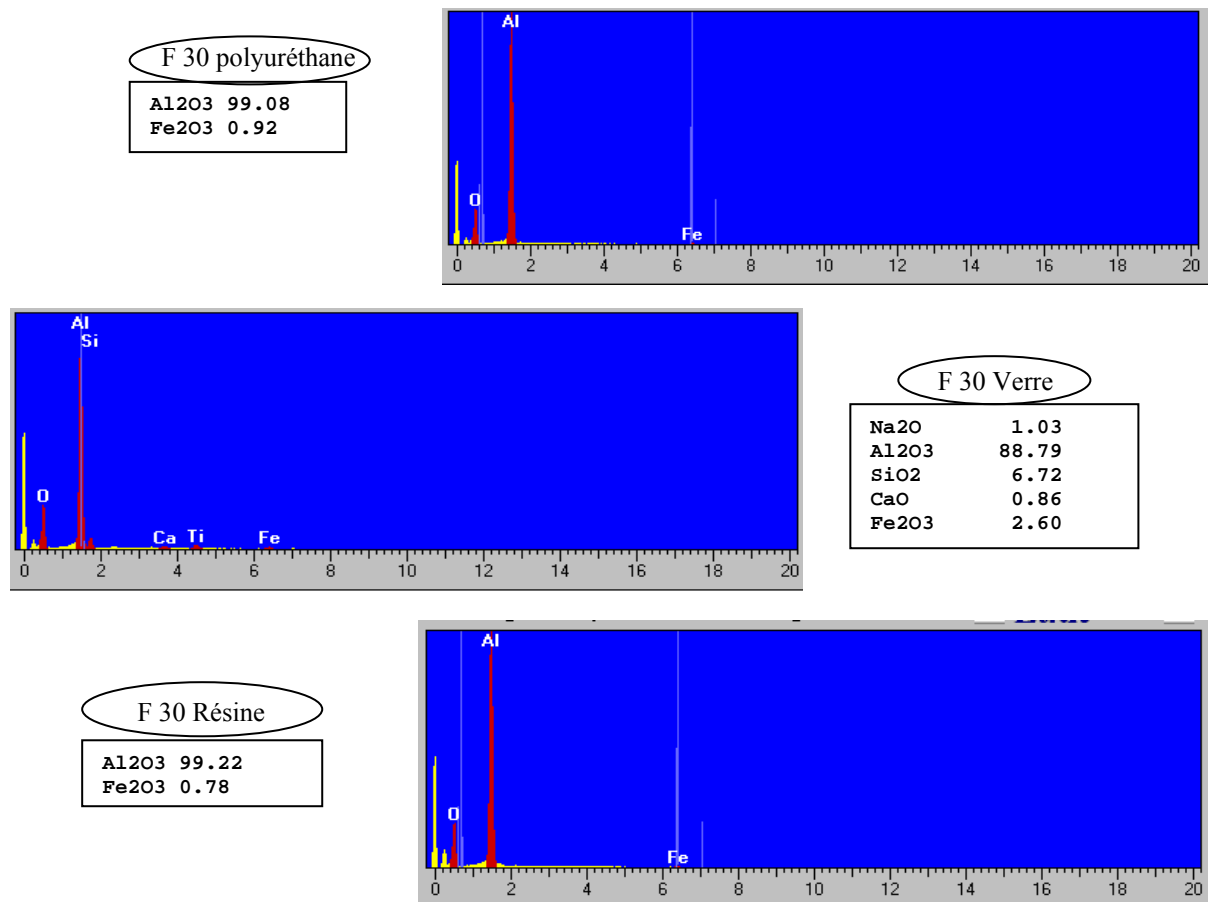 F 30 polyuréthane
Al2O3 99.08
Fe2O3 0.92
Al
O
Fe
0 2 4 6 8 10 12 14 16 18 20
Al
Si
O
Ca Ti Fe
0 2 4 6 8 10 12 14 16 18 20
F 30 Verre
Na2O 1.03
Al2O3 88.79
SiO2 6.72
CaO 0.86
Fe2O3 2.60
F 30 Résine
Al2O3 99.22
Fe2O3 0.78
Al
O
Fe
0 2 4 6 8 10 12 14 16 18 20